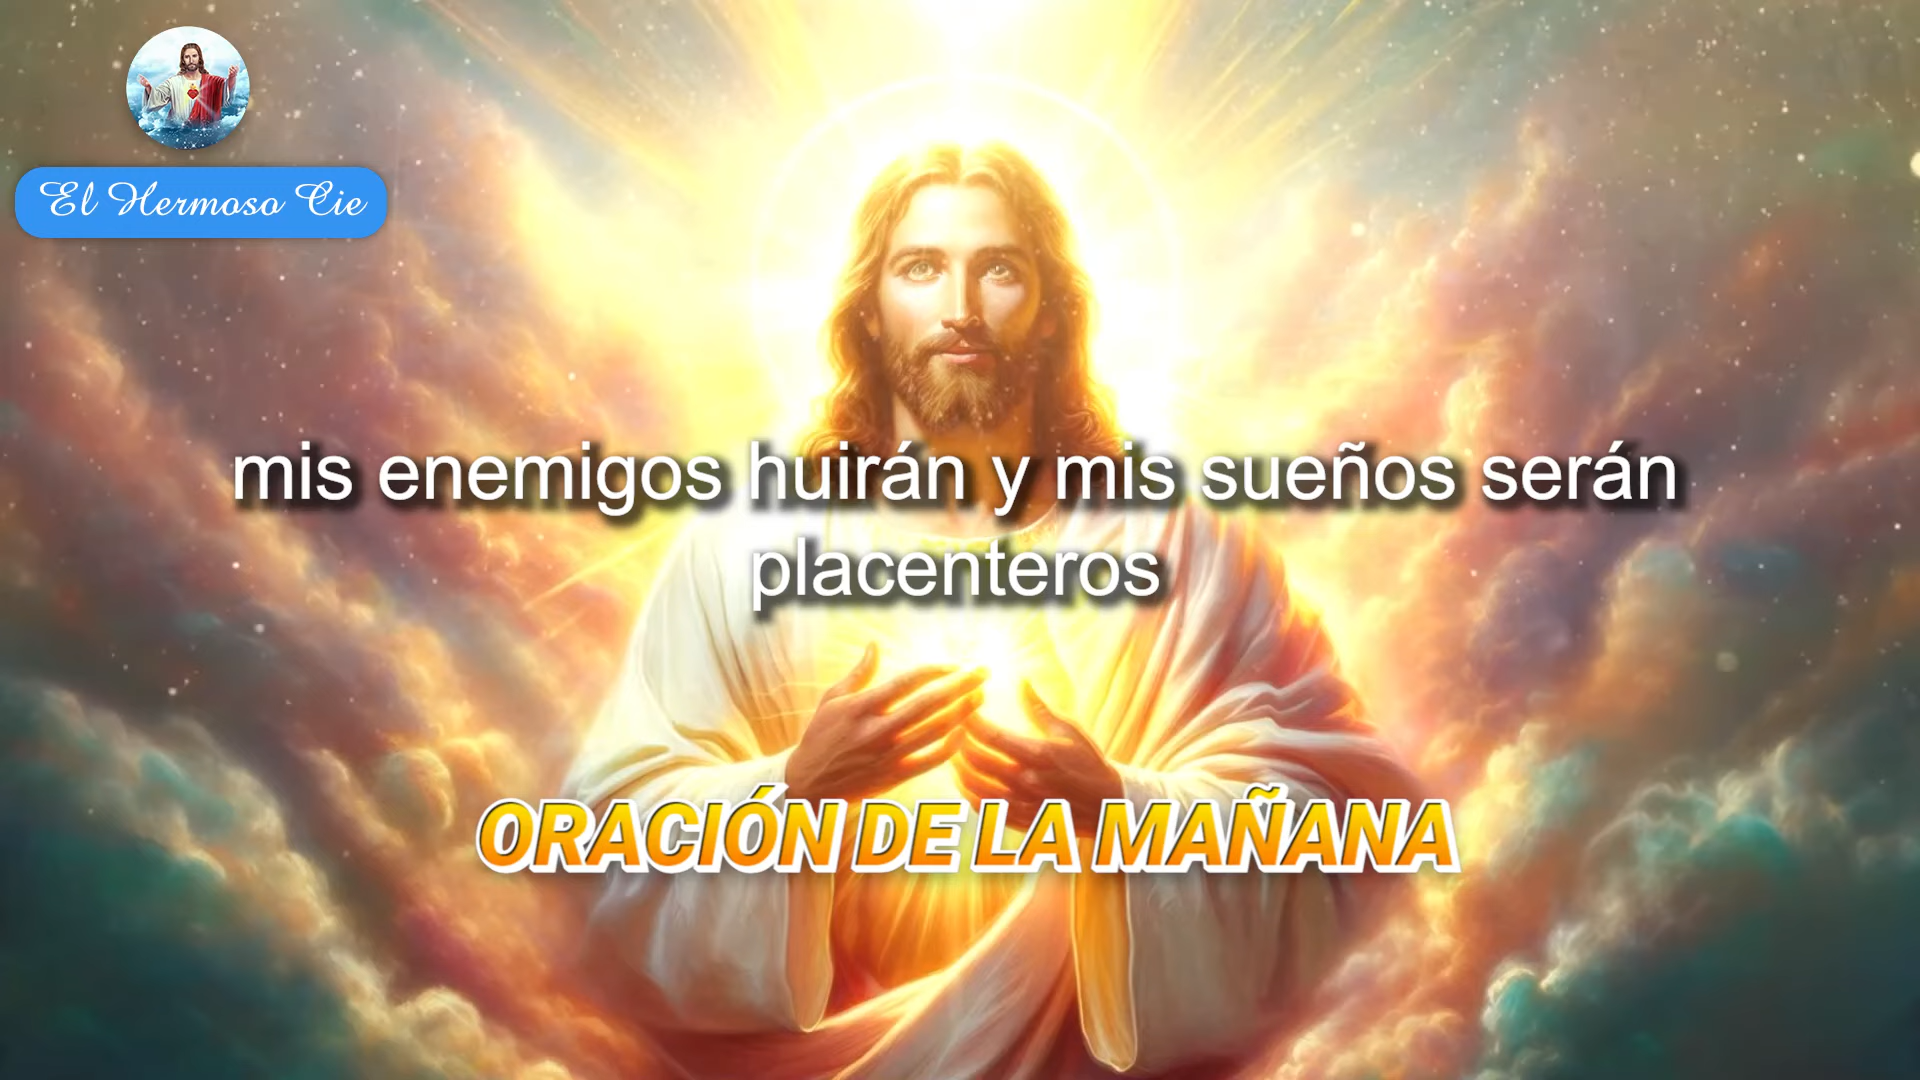 El Hermoso Cie
mis enemigos huirán y mis sueños serán
placenteros
ORACIÓN DE LA MAÑANA